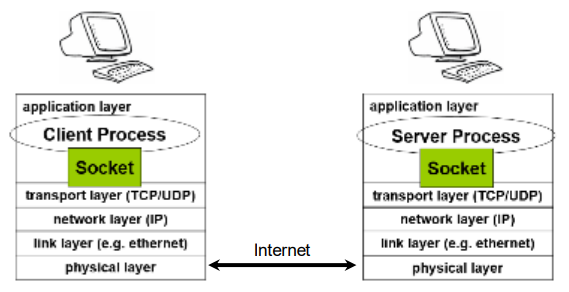 application layer
Client Process
Socket
transport layer (TCP/UDP)
network layer (IP)
link layer (e.g. ethernet)
physical layer
Internet
application layer
Server Process
Socket
transport layer (TCP/UDP)
network layer (IP)
link layer (e.g. ethernet)
physical layer